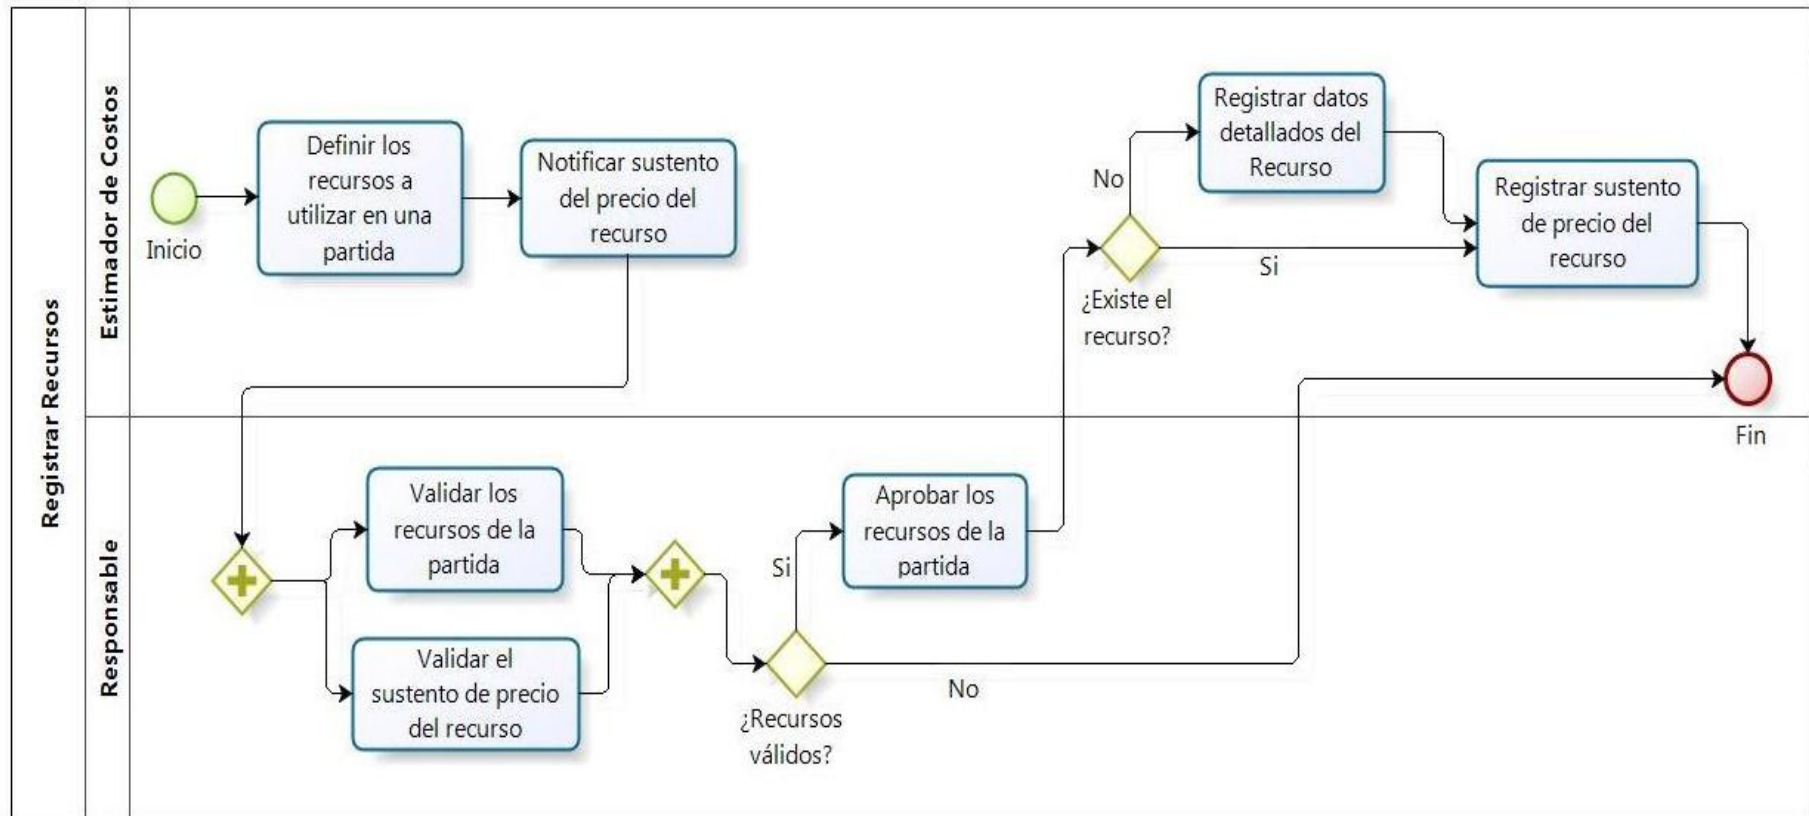 Registrar Recursos
Estimador de Costos
Inicio
Definir los
recursos a
utilizar en una
partida
Notificar sustento
del precio del
recurso
No
¿Existe el
recurso?
Si
Registrar datos
detallados del
Recurso
Registrar sustento
de precio del
recurso
Fin
Responsable
Validar los
recursos de la
partida
Validar el
sustento de precio
del recurso
¿Recursos
válidos?
Si
No
Aprobar los
recursos de la
partida